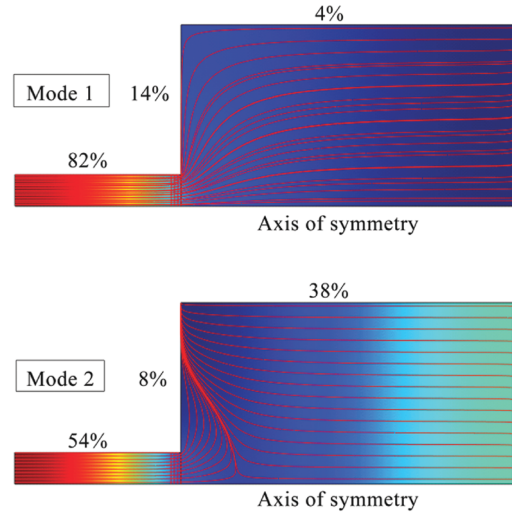 4%
Mode 1
14%
82%
Axis of symmetry
38%
Mode 2
8%
54%
Axis of symmetry